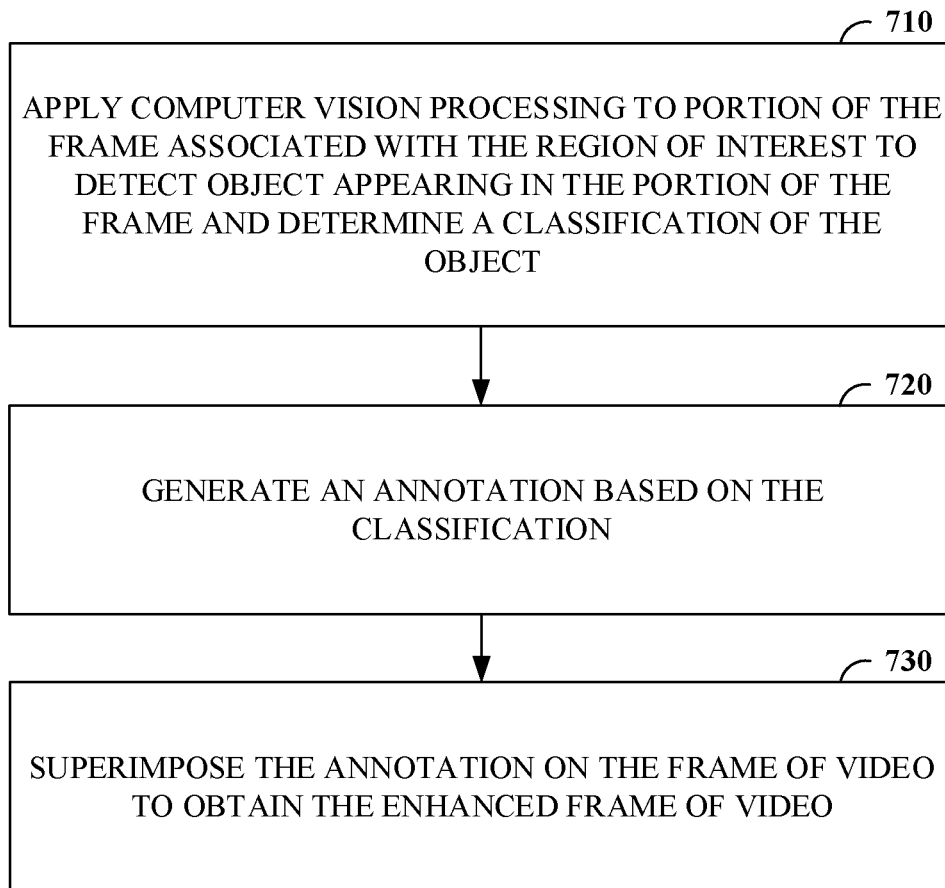 710
APPLY COMPUTER VISION PROCESSING TO PORTION OF THE
FRAME ASSOCIATED WITH THE REGION OF INTEREST TO
DETECT OBJECT APPEARING IN THE PORTION OF THE
FRAME AND DETERMINE A CLASSIFICATION OF THE
OBJECT
720
GENERATE AN ANNOTATION BASED ON THE
CLASSIFICATION
730
SUPERIMPOSE THE ANNOTATION ON THE FRAME OF VIDEO
TO OBTAIN THE ENHANCED FRAME OF VIDEO